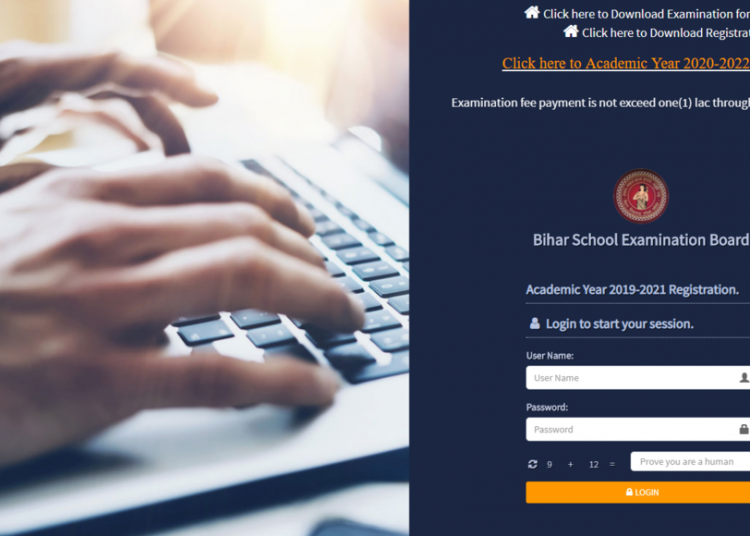 Click here to Download Examination for
Click here to Download Registrat
Click here to Academic Year 2020-2022
Examination fee payment is not exceed one(1) lac through
Bihar School Examination Board
Academic Year 2019-2021 Registration.
Login to start your session.
User Name:
User Name
Password:
Password
9 + 12 = Prove you are a human
LOGIN